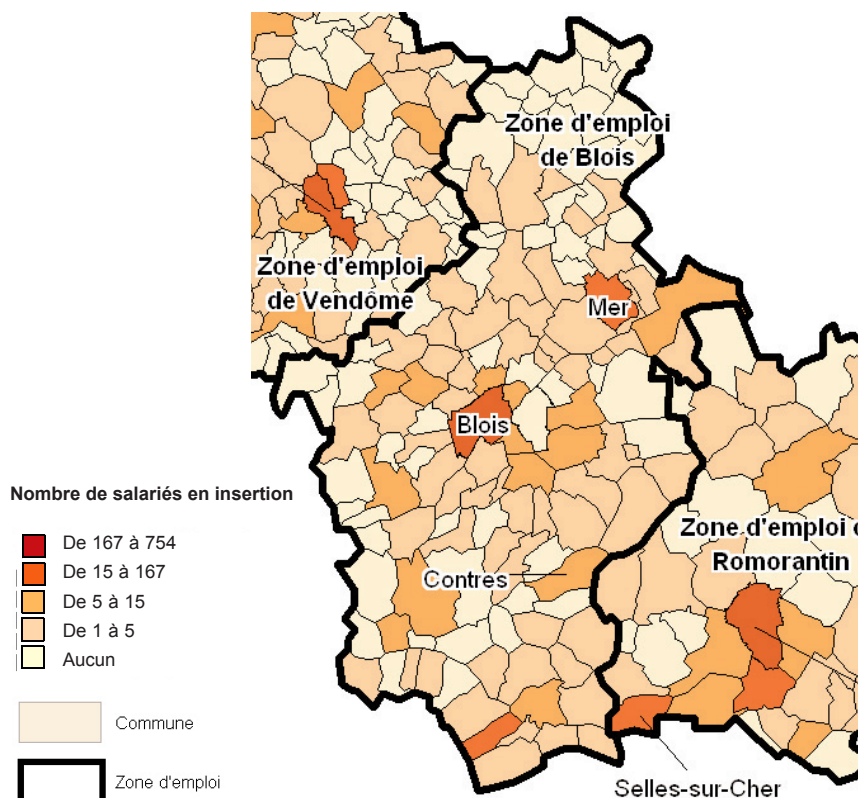 Zone d'emploi
de Blois
Zone d'emploi
de Vendôme
Mer
Blois
Nombre de salariés en insertion
De 167 à 754
De 15 à 167
De 5 à 15
De 1 à 5
Aucun
Zone d'emploi
Romorantin
Contres
Commune
Zone d'emploi
Selles-sur-Cher